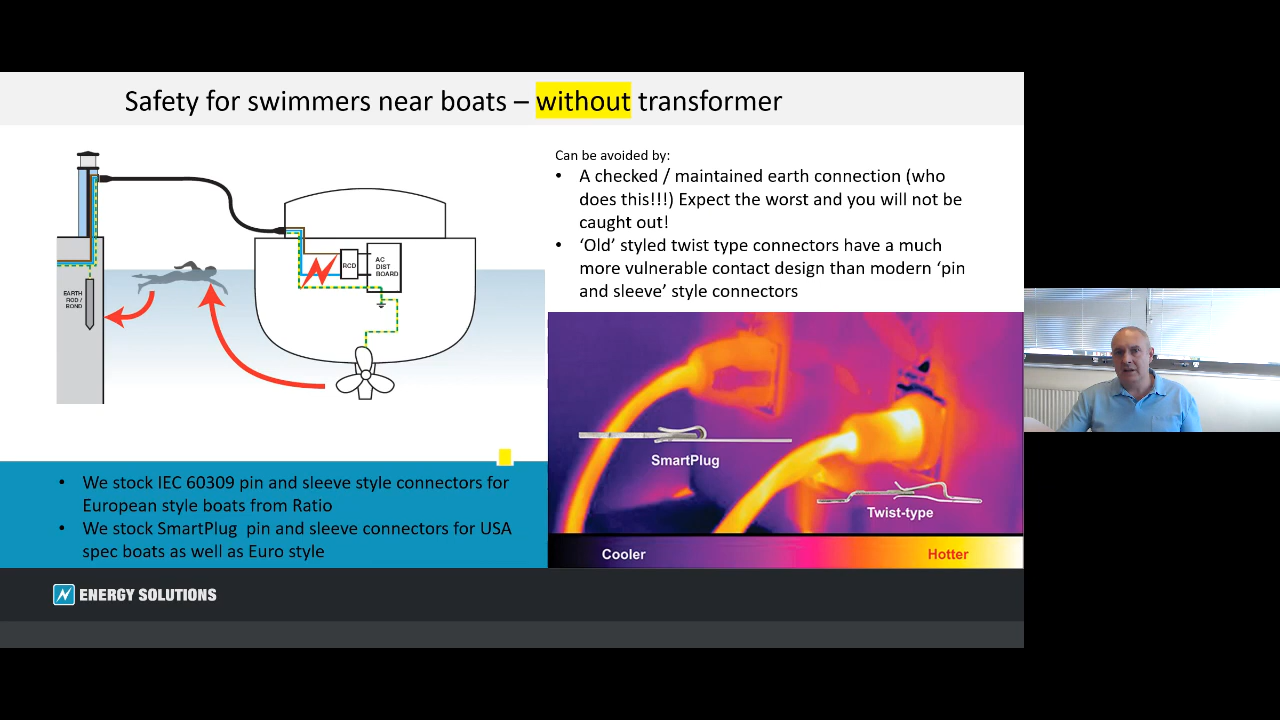 Safety for swimmers near boats – without transformer
EARTH
ROD /
BOND
RCD
AC
DIST
BOARD
Can be avoided by:
• A checked / maintained earth connection (who
does this!!!) Expect the worst and you will not be
caught out!
• ‘Old’ styled twist type connectors have a much
more vulnerable contact design than modern ‘pin
and sleeve’ style connectors
SmartPlug
Twist-type
Cooler
Hotter
• We stock IEC 60309 pin and sleeve style connectors for
European style boats from Ratio
• We stock SmartPlug pin and sleeve connectors for USA
spec boats as well as Euro style
ENERGY SOLUTIONS